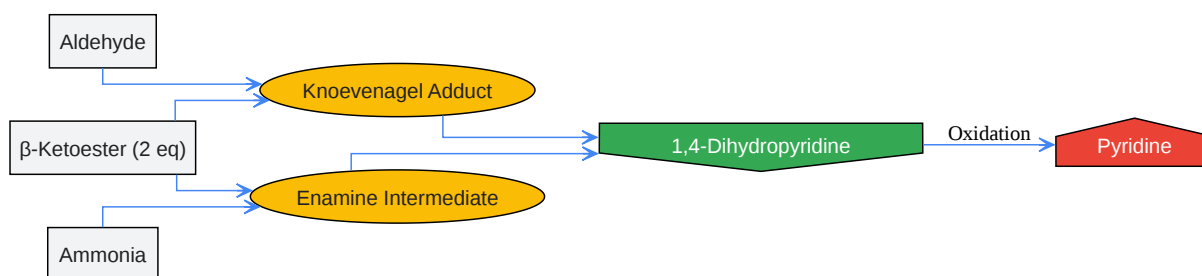 Aldehyde
Knoevenagel Adduct
β-Ketoester (2 eq)
1,4-Dihydropyridine
Oxidation
Pyridine
Enamine Intermediate
Ammonia